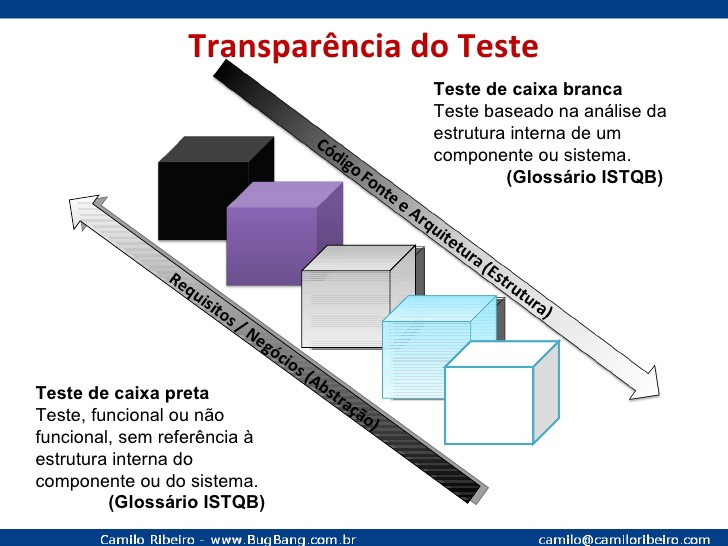 Transparência do Teste
Teste de caixa branca
Teste baseado na análise da
estrutura interna de um
componente ou sistema.
(Glossário ISTQB)
Código Fonte e Arquitetura (Estrutura)
Requisitos / Negócios (Abstração)
Teste de caixa preta
Teste, funcional ou não
funcional, sem referência à
estrutura interna do
componente ou do sistema.
(Glossário ISTQB)
Camilo Ribeiro - www.BugBang.com.br
camilo@camiloribeiro.com